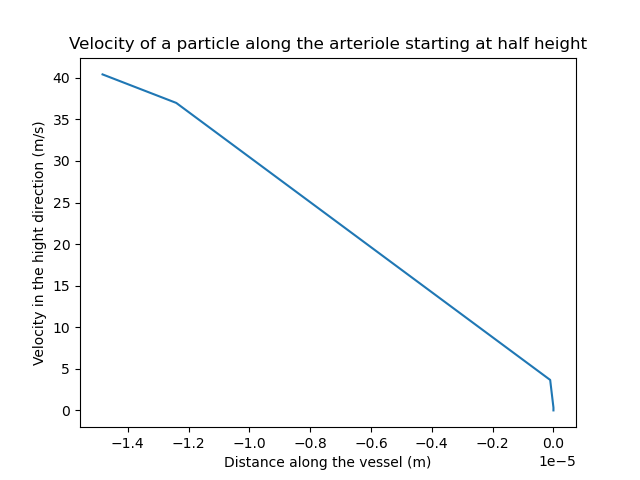 Velocity of a particle along the arteriole starting at half height
Velocity in the hight direction (m/s)
40
35
30
25
20
15
10
5
0
−1.4 −1.2 −1.0 −0.8 −0.6 −0.4 −0.2 0.0
1e−5
Distance along the vessel (m)